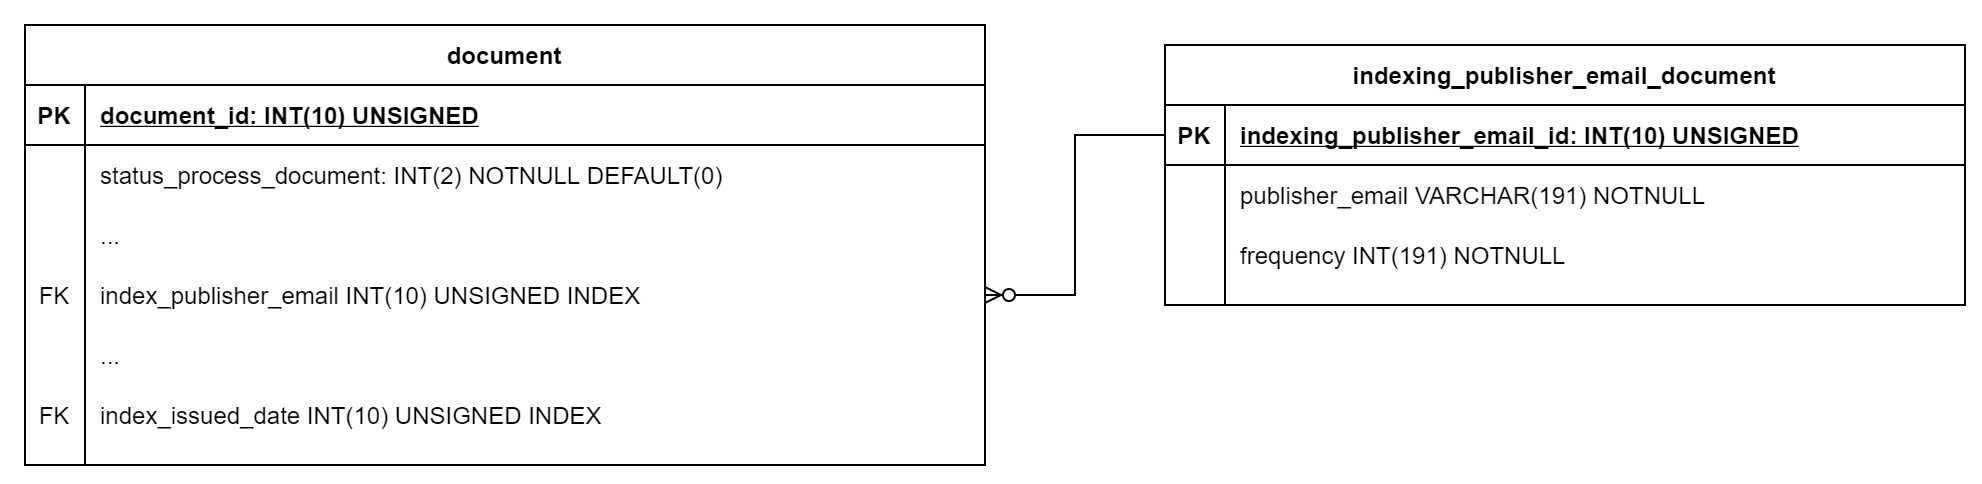 document
PK document_id: INT(10) UNSIGNED
status_process_document: INT(2) NOTNULL DEFAULT(0)
...
FK index_publisher_email INT(10) UNSIGNED INDEX
...
FK index_issued_date INT(10) UNSIGNED INDEX
indexing_publisher_email_document
PK indexing_publisher_email_id: INT(10) UNSIGNED
publisher_email VARCHAR(191) NOTNULL
frequency INT(191) NOTNULL